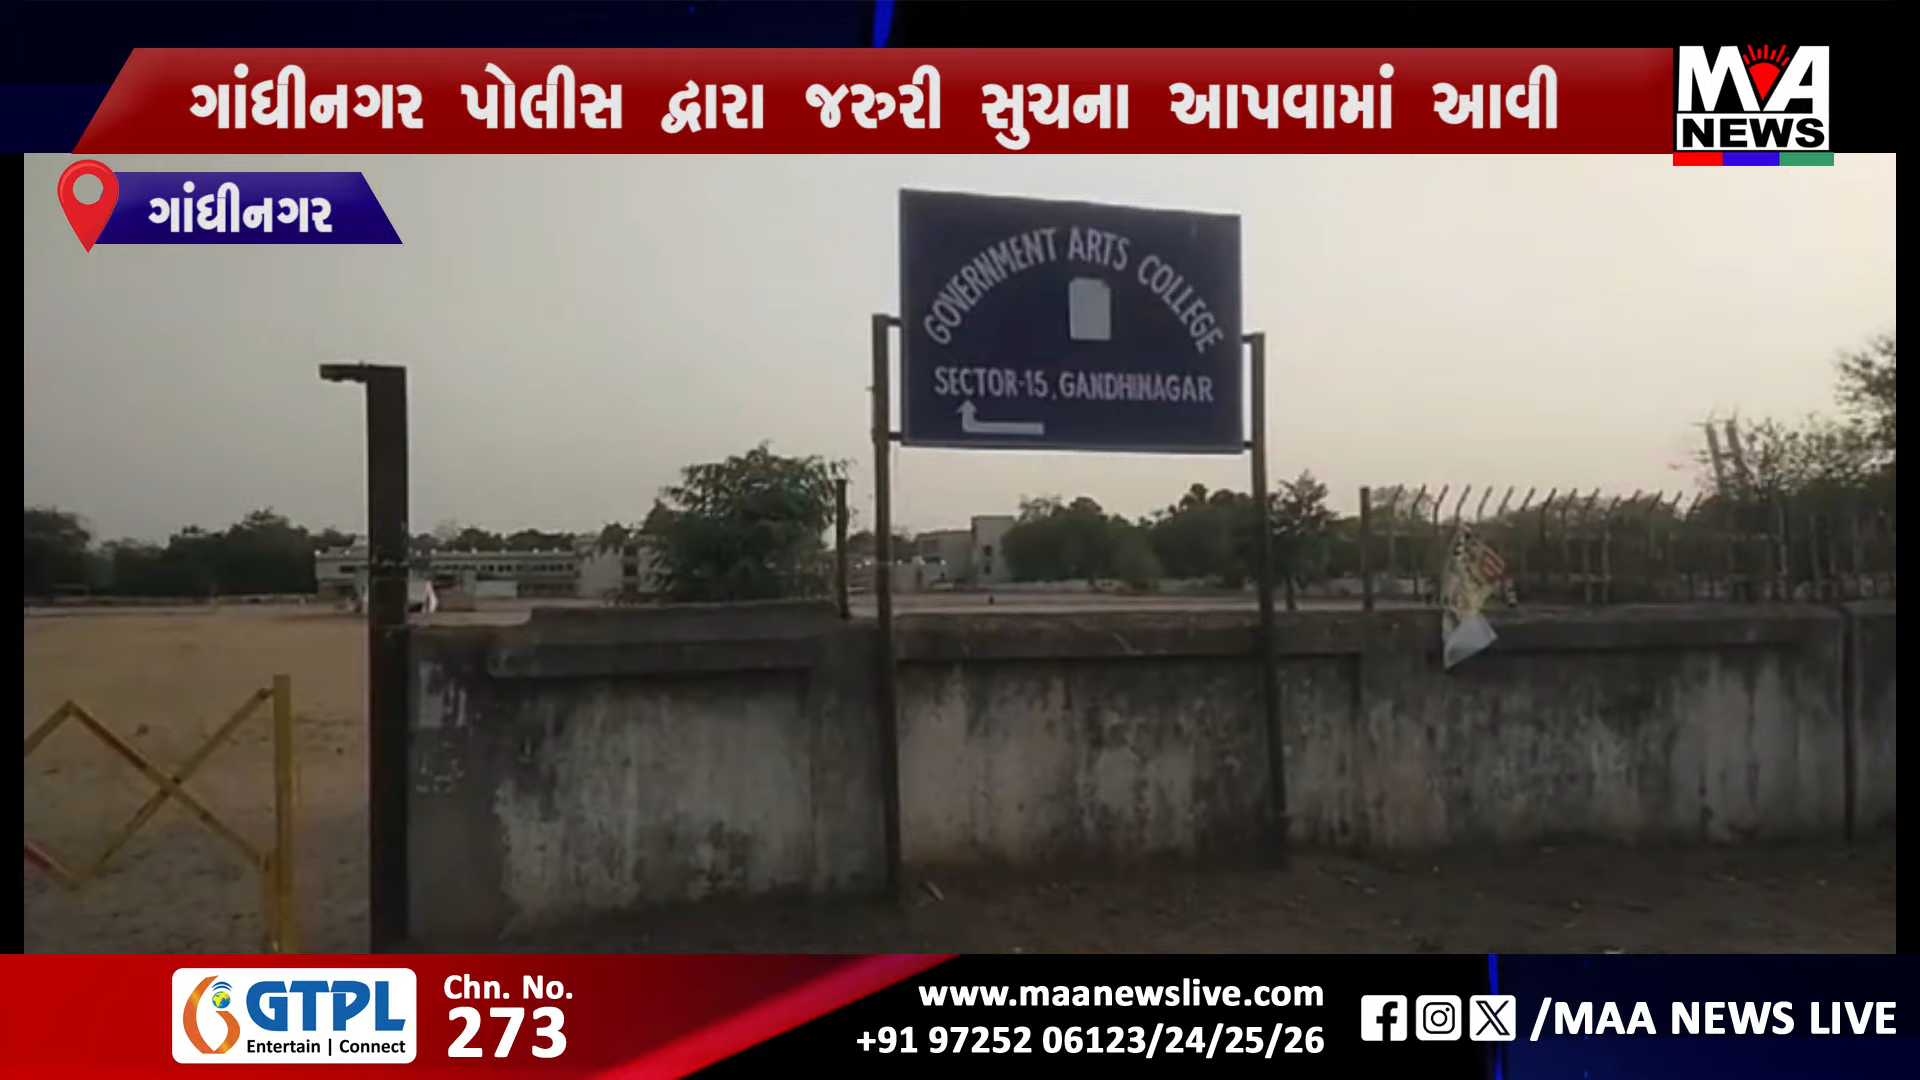 ગાંધીનગર પોલીસ દ્વારા જરુરી સુચના આપવામાં આવી
MAA
NEWS
ગાંધીનગર
GOVERNMENT ARTS COLLEGE
SECTOR-15, GANDHINAGAR
GTPL
Entertain | Connect
Chn. No.
273
www.maanewslive.com
+91 97252 06123/24/25/26
/MAA NEWS LIVE